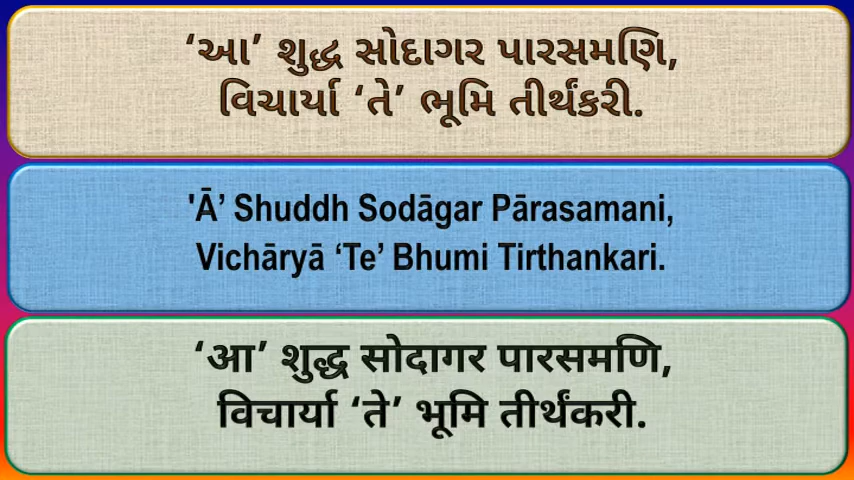 ‘આ’ શુદ્ધ સોદાગર પારસમણિ,
વિચાર્યા ‘તે’ ભૂમિ તીર્થંકરી.
'Ā’ Shuddh Sodāgar Pārasamani,
Vichāryā ‘Te’ Bhumi Tirthankari.
‘आ’ शुद्ध सोदागर पारसमणि,
विचार्या ‘ते’ भूमि तीर्थंकरी.